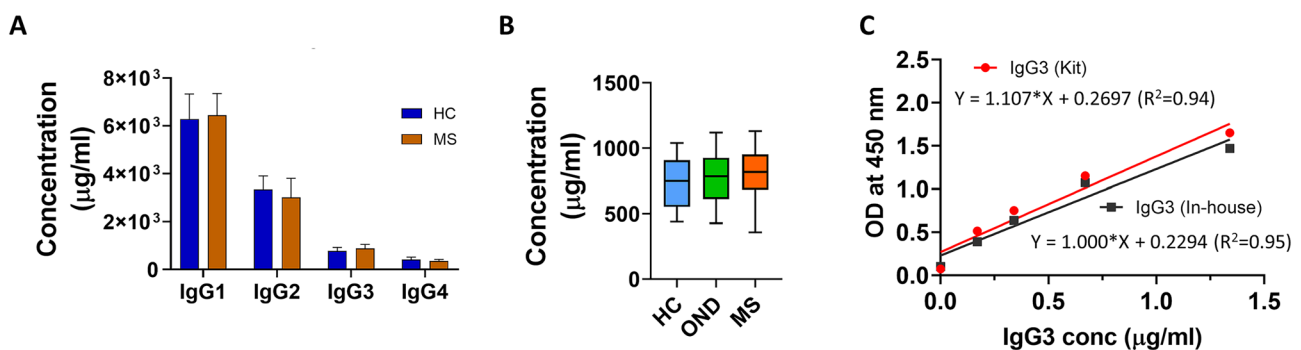 A
Concentration
(μg/ml)
8×10³
6×10³
4×10³
2×10³
0
IgG1 IgG2 IgG3 IgG4
HC
MS
B
Concentration
(μg/ml)
1500
1000
500
0
HC OND MS
C
OD at 450 nm
2.5
2.0
1.5
1.0
0.5
0.0
IgG3 (Kit)
Y = 1.107*X + 0.2697 (R²=0.94)
IgG3 (In-house)
Y = 1.000*X + 0.2294 (R²=0.95)
0.0 0.5 1.0 1.5
IgG3 conc (μg/ml)